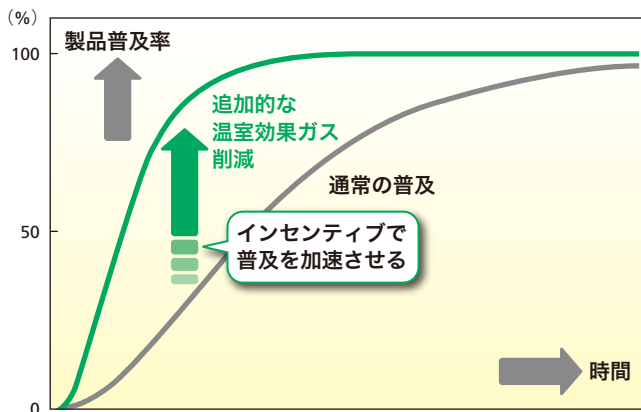 （%）
100
製品普及率
追加的な
温室効果ガス
削減
通常の普及
50
インセンティブで
普及を加速させる
時間
0